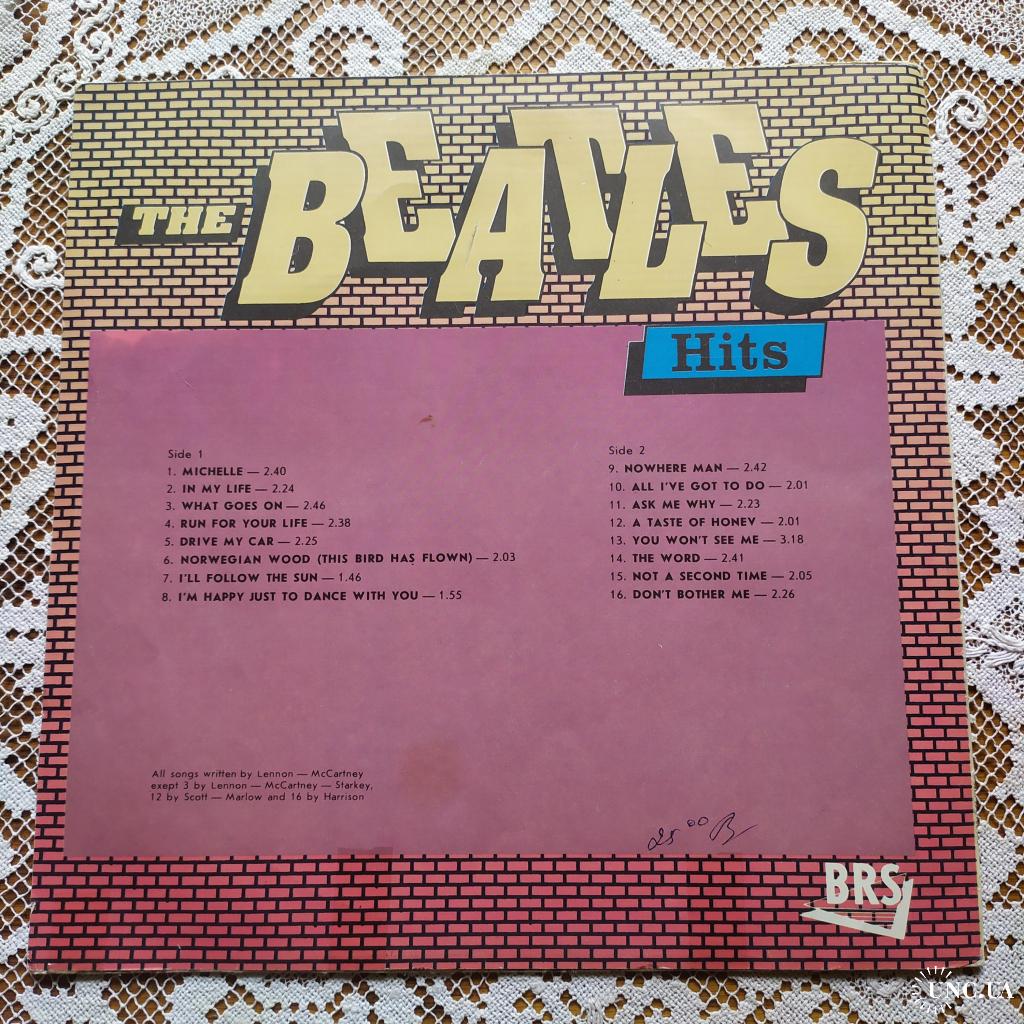 THE BEATLES
Hits
Side 1
1. MICHELLE — 2.40
2. IN MY LIFE — 2.24
3. WHAT GOES ON — 2.46
4. RUN FOR YOUR LIFE — 2.38
5. DRIVE MY CAR — 2.25
6. NORWEGIAN WOOD (THIS BIRD HAS FLOWN) — 2.03
7. I'LL FOLLOW THE SUN — 1.46
8. I'M HAPPY JUST TO DANCE WITH YOU — 1.55
Side 2
9. NOWHERE MAN — 2.42
10. ALL I'VE GOT TO DO — 2.01
11. ASK ME WHY — 2.23
12. A TASTE OF HONEV — 2.01
13. YOU WON'T SEE ME — 3.18
14. THE WORD — 2.41
15. NOT A SECOND TIME — 2.05
16. DON'T BOTHER ME — 2.26
All songs written by Lennon — McCartney
exept 3 by Lennon — McCartney — Starkey,
12 by Scott — Marlow and 16 by Harrison
BRS
UNC.UA